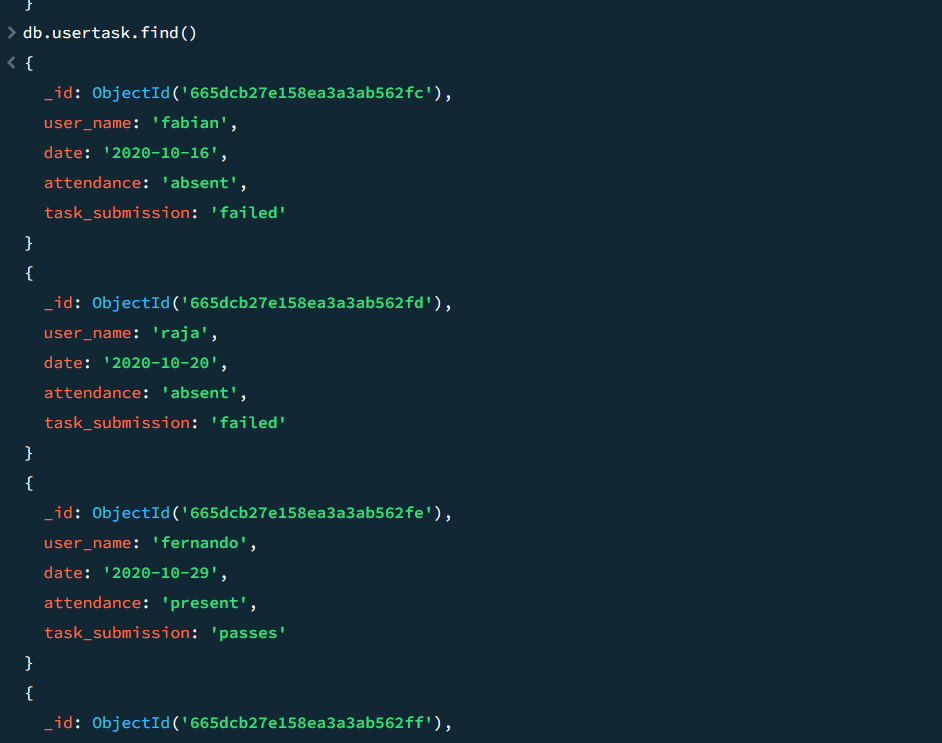 }
> db.usertask.find()
< {
_id: ObjectId('665dcb27e158ea3a3ab562fc'),
user_name: 'fabian',
date: '2020-10-16',
attendance: 'absent',
task_submission: 'failed'
}
{
_id: ObjectId('665dcb27e158ea3a3ab562fd'),
user_name: 'raja',
date: '2020-10-20',
attendance: 'absent',
task_submission: 'failed'
}
{
_id: ObjectId('665dcb27e158ea3a3ab562fe'),
user_name: 'fernando',
date: '2020-10-29',
attendance: 'present',
task_submission: 'passes'
}
{
_id: ObjectId('665dcb27e158ea3a3ab562ff'),